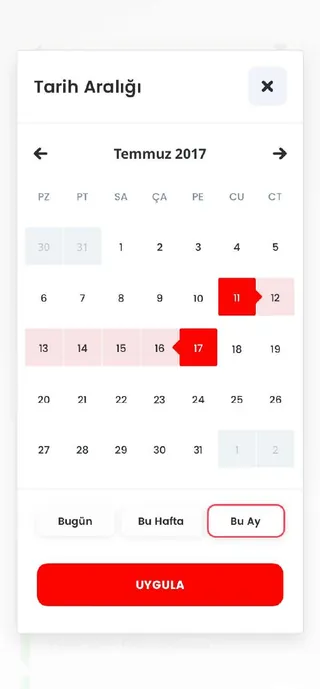 Tarih Aralığı
Temmuz 2017
PZ PT SA ÇA PE CU CT
30 31 1 2 3 4 5
6 7 8 9 10 11 12
13 14 15 16 17 18 19
20 21 22 23 24 25 26
27 28 29 30 31 1 2
Bugün Bu Hafta Bu Ay
UYGULA